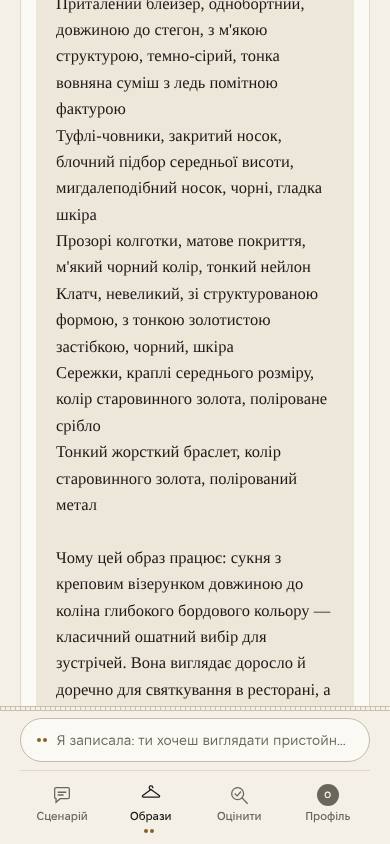 Приталений блейзер, однобортний,
довжиною до стегон, з м'якою
структурою, темно-сірий, тонка
вовняна суміш з ледь помітною
фактурою
Туфлі-човники, закритий носок,
блочний підбор середньої висоти,
мигдалеподібний носок, чорні, гладка
шкіра
Прозорі колготки, матове покриття,
м'який чорний колір, тонкий нейлон
Клатч, невеликий, зі структурованою
формою, з тонкою золотистою
застібкою, чорний, шкіра
Сережки, краплі середнього розміру,
колір старовинного золота, поліроване
срібло
Тонкий жорсткий браслет, колір
старовинного золота, полірований
метал
Чому цей образ працює: сукня з
креповим візерунком довжиною до
коліна глибокого бордового кольору —
класичний ошатний вибір для
зустрічей. Вона виглядає доросло й
доречно для святкування в ресторані, а
Я записала: ти хочеш виглядати пристойн...
Сценарій
Образи
Оцінити
О
Профіль